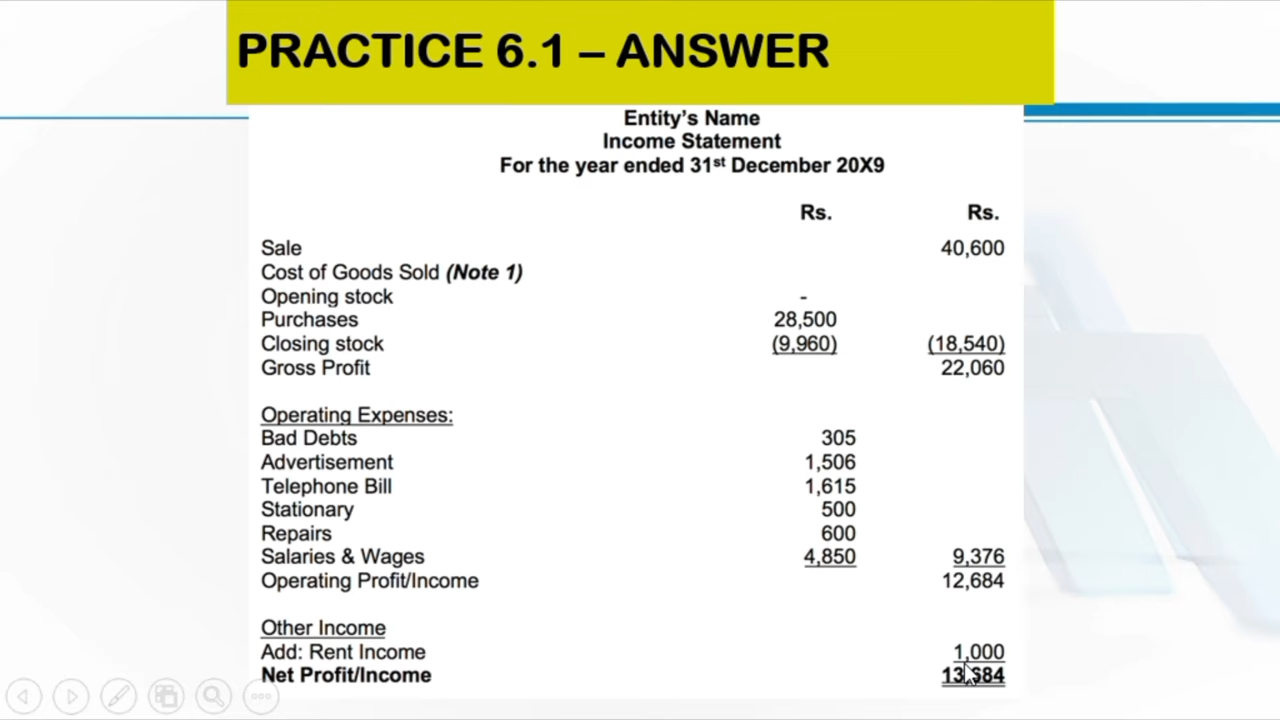 PRACTICE 6.1 – ANSWER
Entity's Name
Income Statement
For the year ended 31st December 20X9
Rs. Rs.
Sale 40,600
Cost of Goods Sold (Note 1)
Opening stock -
Purchases 28,500
Closing stock (9,960) (18,540)
Gross Profit 22,060
Operating Expenses:
Bad Debts 305
Advertisement 1,506
Telephone Bill 1,615
Stationary 500
Repairs 600
Salaries & Wages 4,850 9,376
Operating Profit/Income 12,684
Other Income
Add: Rent Income 1,000
Net Profit/Income 13,684